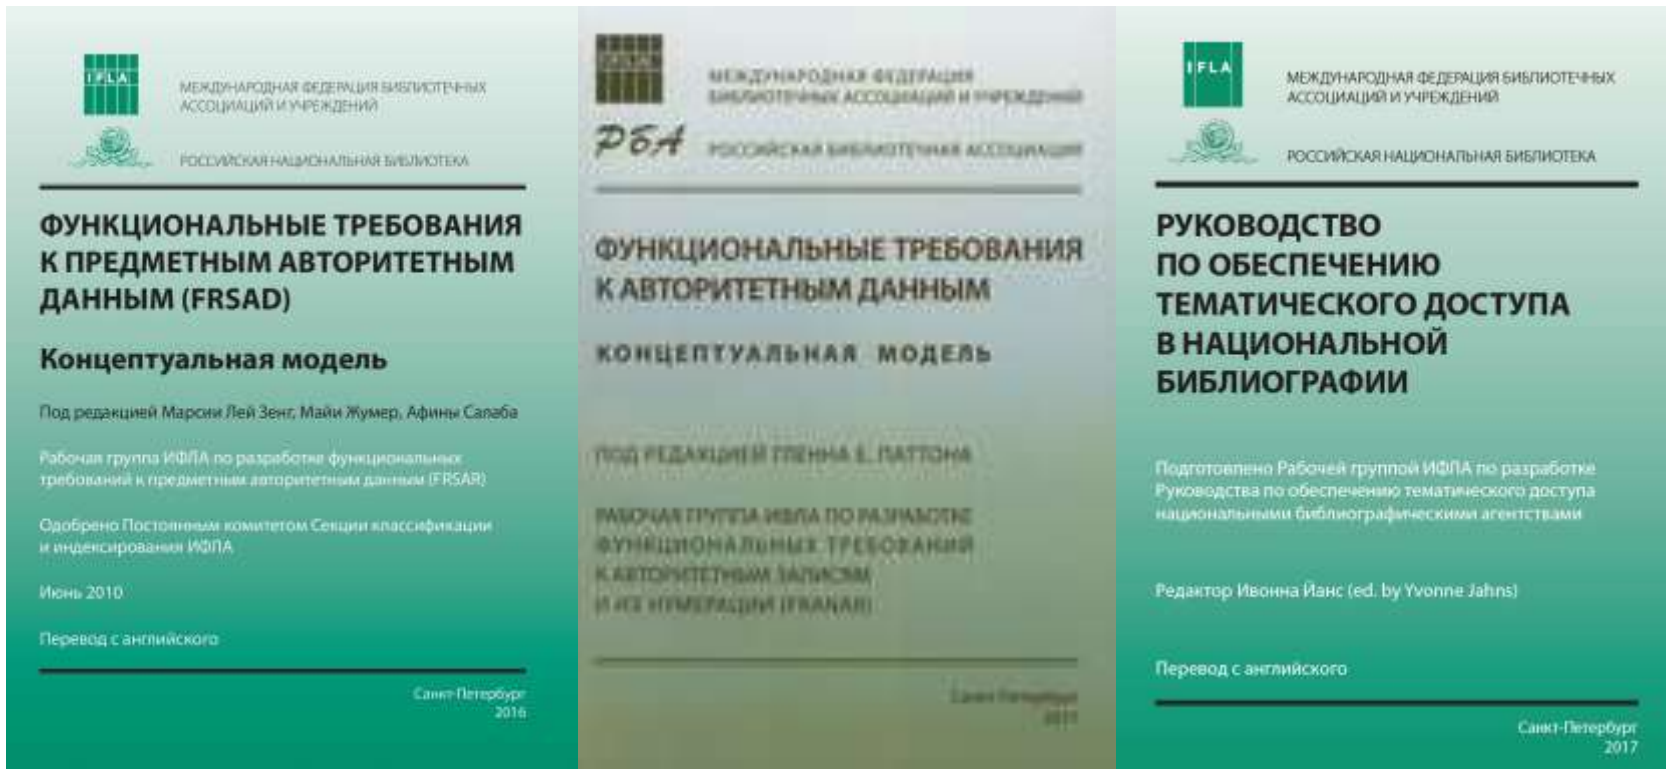 IFLA
МЕЖДУНАРОДНАЯ ФЕДЕРАЦИЯ БИБЛИОТЕЧНЫХ
АССОЦИАЦИЙ И УЧРЕЖДЕНИЙ
РОССИЙСКАЯ НАЦИОНАЛЬНАЯ БИБЛИОТЕКА
ФУНКЦИОНАЛЬНЫЕ ТРЕБОВАНИЯ
К ПРЕДМЕТНЫМ АВТОРИТЕТНЫМ
ДАННЫМ (FRSAD)
Концептуальная модель
Под редакцией Марсии Лей Зенг, Майи Жумер, Афины Салаба
Рабочая группа ИФЛА по разработке функциональных
требований к предметным авторитетным данным (FRSAR)
Одобрено Постоянным комитетом Секции классификации
и индексирования ИФЛА
Июнь 2010
Перевод с английского
Санкт-Петербург
2016
МЕЖДУНАРОДНАЯ ФЕДЕРАЦИЯ
БИБЛИОТЕЧНЫХ АССОЦИАЦИЙ И УЧРЕЖДЕНИЙ
РБА
РОССИЙСКАЯ БИБЛИОТЕЧНАЯ АССОЦИАЦИЯ
ФУНКЦИОНАЛЬНЫЕ ТРЕБОВАНИЯ
К АВТОРИТЕТНЫМ ДАННЫМ
КОНЦЕПТУАЛЬНАЯ МОДЕЛЬ
ПОД РЕДАКЦИЕЙ ГЛЕННА Е. ПАТТОНА
РАБОЧАЯ ГРУППА ИФЛА ПО РАЗРАБОТКЕ
ФУНКЦИОНАЛЬНЫХ ТРЕБОВАНИЙ
К АВТОРИТЕТНЫМ ЗАПИСЯМ
И ИХ НУМЕРАЦИИ (FRANAR)
Санкт-Петербург
IFLA
МЕЖДУНАРОДНАЯ ФЕДЕРАЦИЯ БИБЛИОТЕЧНЫХ
АССОЦИАЦИЙ И УЧРЕЖДЕНИЙ
РОССИЙСКАЯ НАЦИОНАЛЬНАЯ БИБЛИОТЕКА
РУКОВОДСТВО
ПО ОБЕСПЕЧЕНИЮ
ТЕМАТИЧЕСКОГО ДОСТУПА
В НАЦИОНАЛЬНОЙ
БИБЛИОГРАФИИ
Подготовлено Рабочей группой ИФЛА по разработке
Руководства по обеспечению тематического доступа
национальными библиографическими агентствами
Редактор Ивонна Йанс (ed. by Yvonne Jahns)
Перевод с английского
Санкт-Петербург
2017